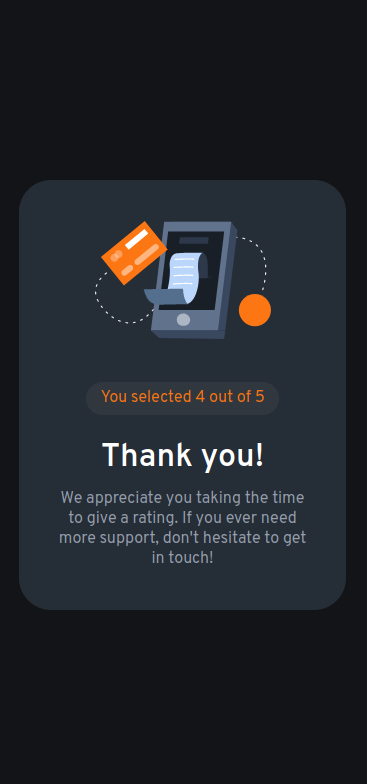 You selected 4 out of 5
Thank you!
We appreciate you taking the time
to give a rating. If you ever need
more support, don't hesitate to get
in touch!